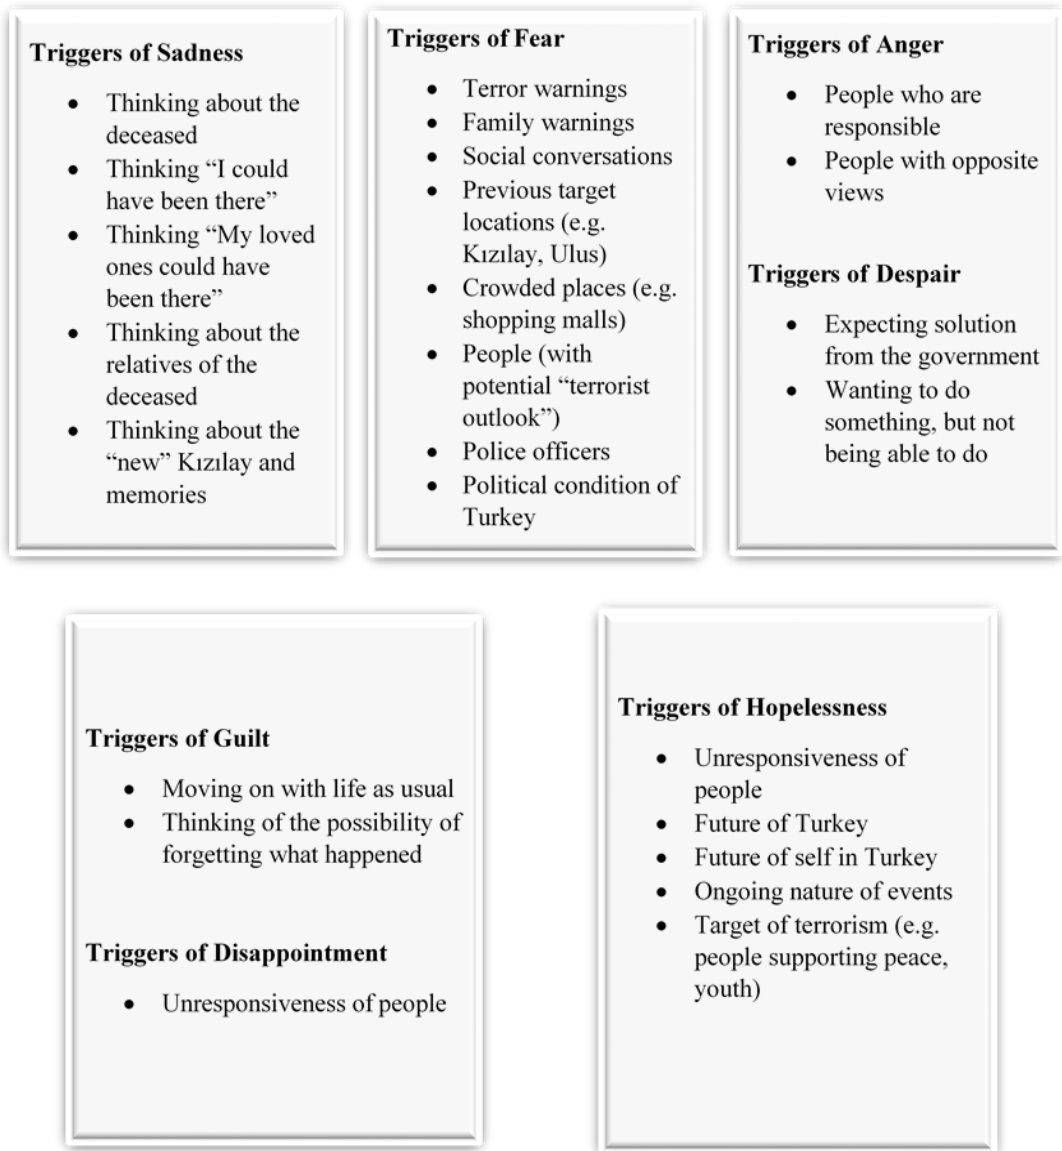 Triggers of Sadness
• Thinking about the
deceased
• Thinking “I could
have been there”
• Thinking “My loved
ones could have
been there”
• Thinking about the
relatives of the
deceased
• Thinking about the
“new” Kızılay and
memories
Triggers of Fear
• Terror warnings
• Family warnings
• Social conversations
• Previous target
locations (e.g.
Kızılay, Ulus)
• Crowded places (e.g.
shopping malls)
• People (with
potential “terrorist
outlook”)
• Police officers
• Political condition of
Turkey
Triggers of Anger
• People who are
responsible
• People with opposite
views
Triggers of Despair
• Expecting solution
from the government
• Wanting to do
something, but not
being able to do
Triggers of Guilt
• Moving on with life as usual
• Thinking of the possibility of
forgetting what happened
Triggers of Disappointment
• Unresponsiveness of people
Triggers of Hopelessness
• Unresponsiveness of
people
• Future of Turkey
• Future of self in Turkey
• Ongoing nature of events
• Target of terrorism (e.g.
people supporting peace,
youth)